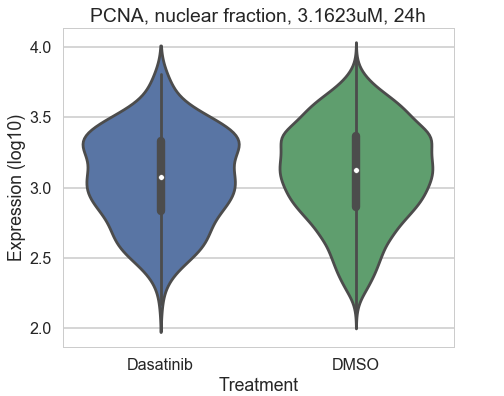 PCNA, nuclear fraction, 3.1623uM, 24h
Expression (log10)
4.0
3.5
3.0
2.5
2.0
Dasatinib DMSO
Treatment